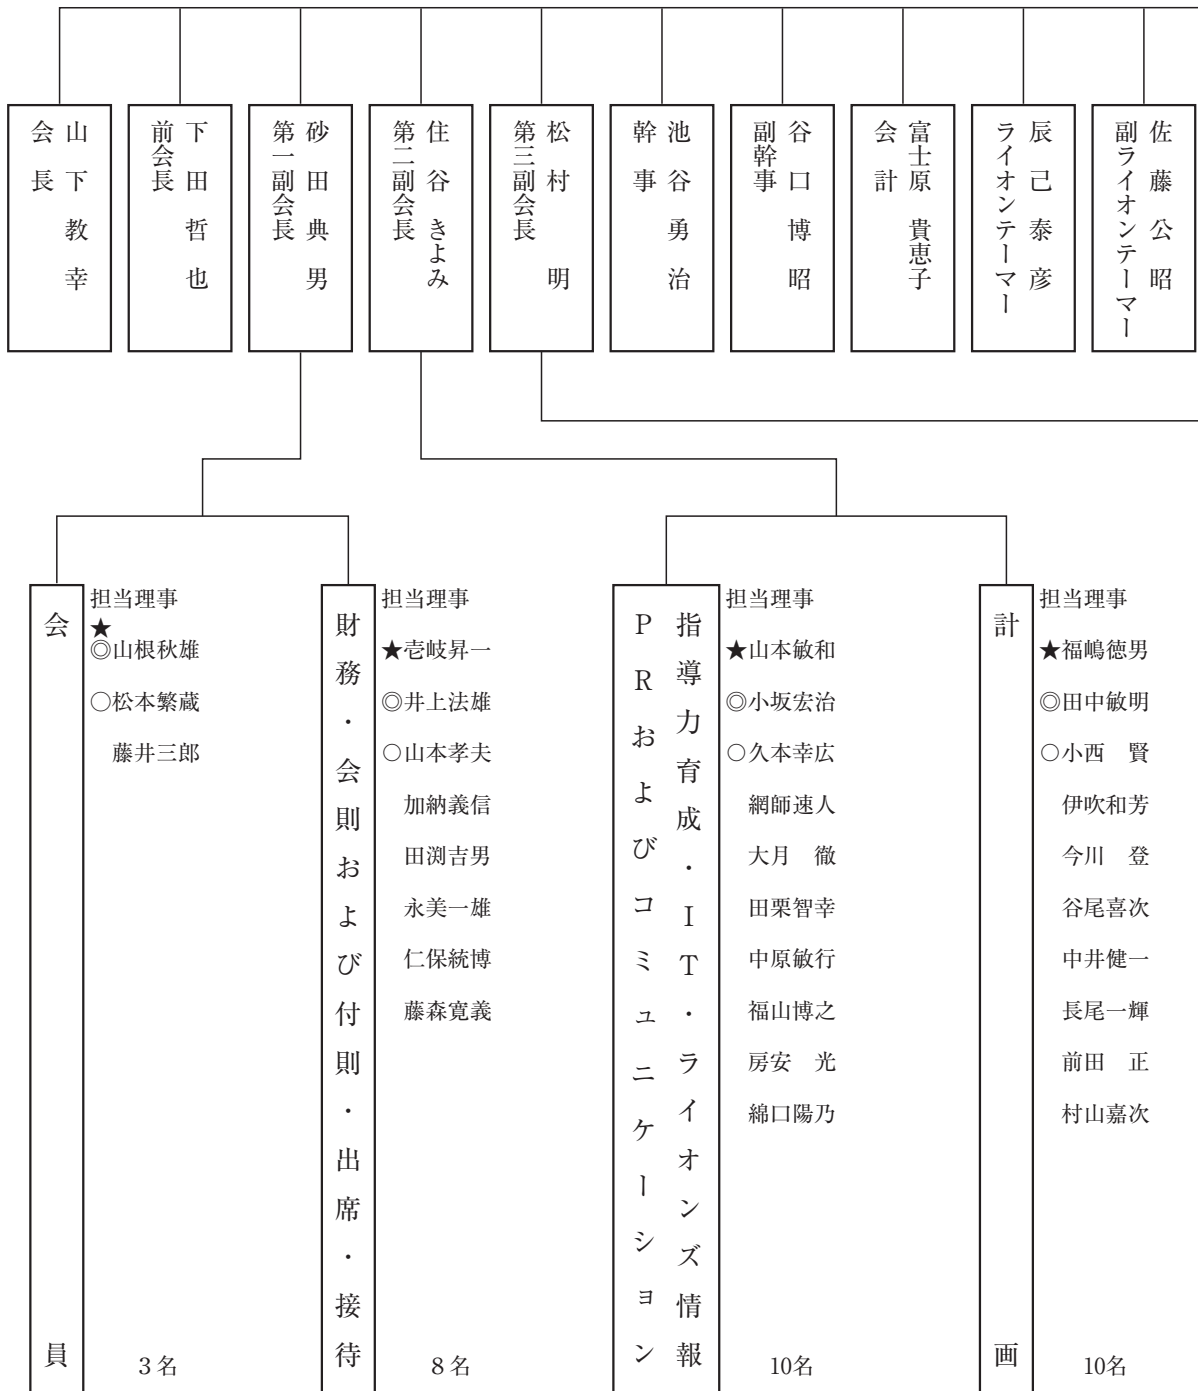 会長
山下教幸
前会長
下田哲也
第一副会長
砂田典男
第二副会長
住谷きよみ
第三副会長
松村　明
幹事
池谷勇治
副幹事
谷口博昭
会計
富士原　貴恵子
ライオンテーマー
辰己泰彦
副ライオンテーマー
佐藤公昭
会員
担当理事
★
◎山根秋雄
○松本繁蔵
藤井三郎
3名
財務・会則および付則・出席・接待
担当理事
★壱岐昇一
◎井上法雄
○山本孝夫
加納義信
田渕吉男
永美一雄
仁保統博
藤森寛義
8名
指導力育成・IT・ライオンズ情報
PRおよびコミュニケーション
担当理事
★山本敏和
◎小坂宏治
○久本幸広
網師速人
大月　徹
田栗智幸
中原敏行
福山博之
房安　光
綿口陽乃
10名
計画
担当理事
★福嶋徳男
◎田中敏明
○小西　賢
伊吹和芳
今川　登
谷尾喜次
中井健一
長尾一輝
前田　正
村山嘉次
10名